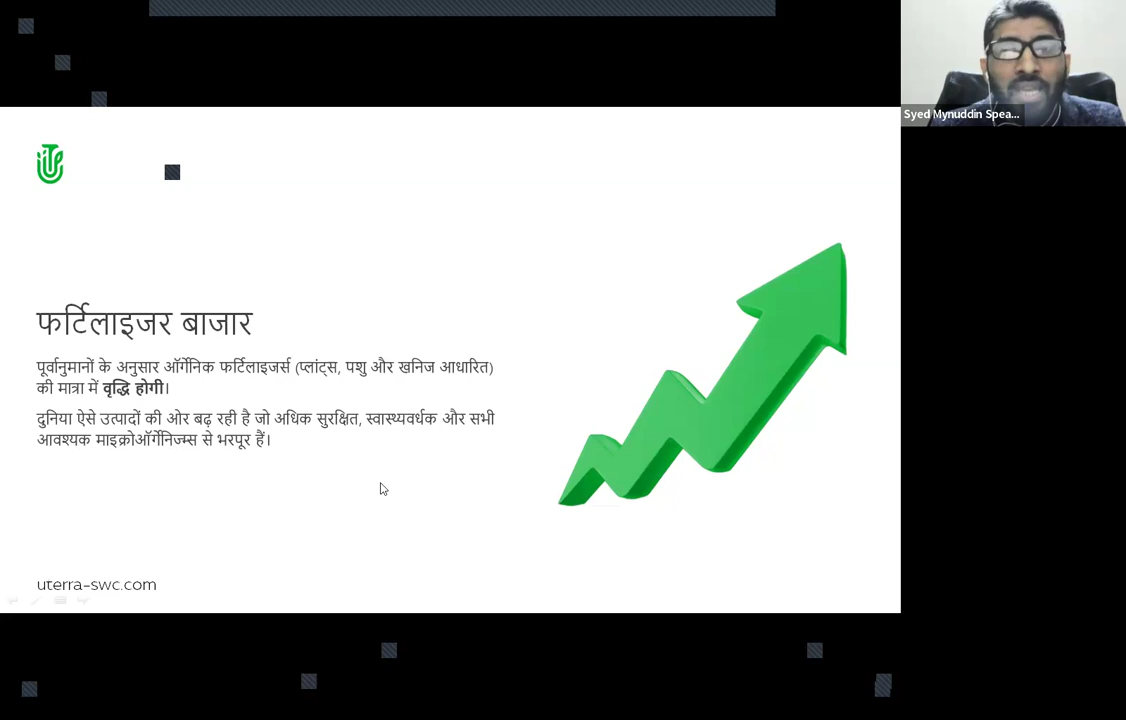 Syed Mynuddin Spea...
फर्टिलाइजर बाजार
पूर्वानुमानों के अनुसार ऑर्गेनिक फर्टिलाइजर्स (प्लांट्स, पशु और खनिज आधारित)
की मात्रा में वृद्धि होगी।
दुनिया ऐसे उत्पादों की ओर बढ़ रही है जो अधिक सुरक्षित, स्वास्थ्यवर्धक और सभी
आवश्यक माइक्रोऑर्गेनिज्म्स से भरपूर हैं।
uterra-swc.com